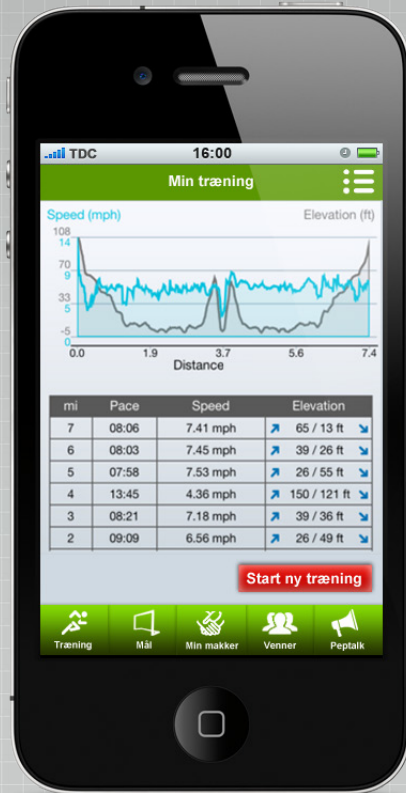 TDC 16:00
Min træning
Speed (mph) Elevation (ft)
108
14
70
9
33
5
-5
0
0.0 1.9 3.7 5.6 7.4
Distance
mi Pace Speed Elevation
7 08:06 7.41 mph 65 / 13 ft
6 08:03 7.45 mph 39 / 26 ft
5 07:58 7.53 mph 26 / 55 ft
4 13:45 4.36 mph 150 / 121 ft
3 08:21 7.18 mph 39 / 36 ft
2 09:09 6.56 mph 26 / 49 ft
Start ny træning
Træning Mål Min makker Venner Peptalk